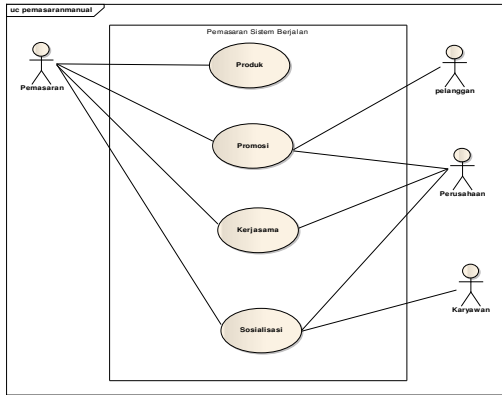 uc pemasaranmanual
Pemasaran Sistem Berjalan
Produk
Pemasaran
pelanggan
Promosi
Perusahaan
Kerjasama
Karyawan
Sosialisasi